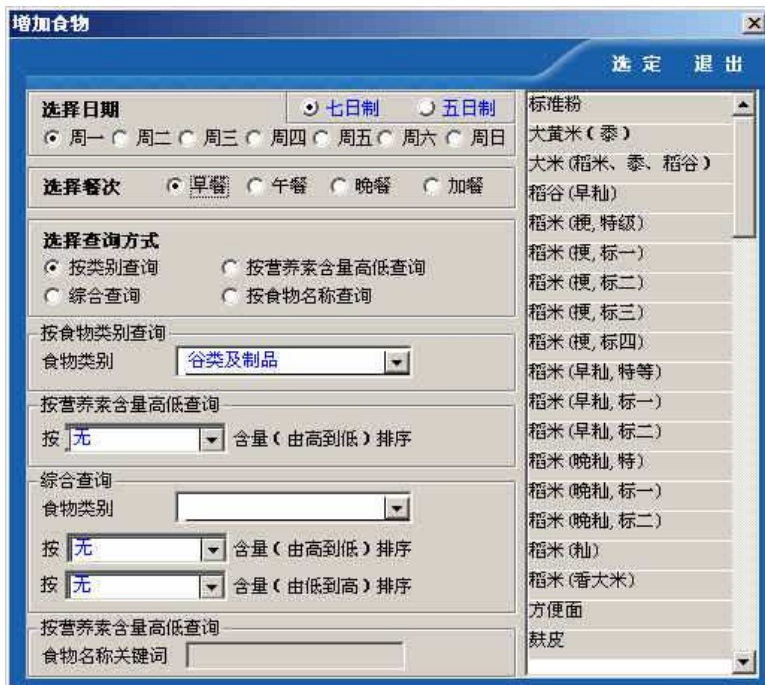 增加食物
选定 退出
选择日期 七日制 五日制
周一 周二 周三 周四 周五 周六 周日
选择餐次 早餐 午餐 晚餐 加餐
选择查询方式
按类别查询 按营养素含量高低查询
综合查询 按食物名称查询
按食物类别查询
食物类别 谷类及制品
按营养素含量高低查询
按 无 含量(由高到低)排序
综合查询
食物类别
按 无 含量(由高到低)排序
按 无 含量(由低到高)排序
按营养素含量高低查询
食物名称关键词
标准粉
大黄米(黍)
大米(稻米、黍、稻谷)
稻谷(早籼)
稻米(粳,特级)
稻米(粳,标一)
稻米(粳,标二)
稻米(粳,标三)
稻米(粳,标四)
稻米(早籼,特等)
稻米(早籼,标一)
稻米(早籼,标二)
稻米(晚籼,特)
稻米(晚籼,标一)
稻米(晚籼,标二)
稻米(籼)
稻米(香大米)
方便面
麸皮